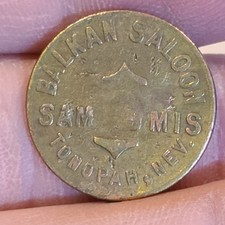 BALKAN SALOON
SAM MIS
TONOPAH, NEV.